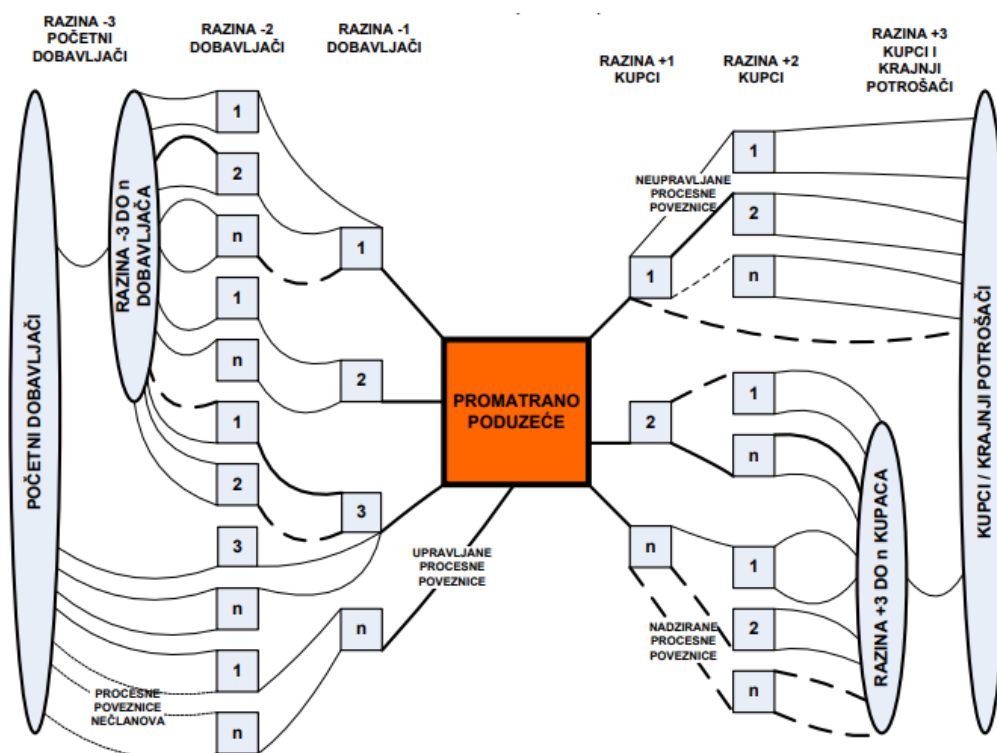 RAZINA -3
POČETNI
DOBAVLJAČI
RAZINA -2
DOBAVLJAČI
RAZINA -1
DOBAVLJAČI
RAZINA +1
KUPCI
RAZINA +2
KUPCI
RAZINA +3
KUPCI I
KRAJNJI
POTROŠAČI
POČETNI DOBAVLJAČI
RAZINA -3 DO n
DOBAVLJAČA
1
2
n
1
n
1
2
3
n
1
n
1
2
3
n
PROMATRANO
PODUZEĆE
UPRAVLJANE
PROCESNE
POVEZNICE
PROCESNE
POVEZNICE
NEČLANOVA
NEUPRAVLJANE
PROCESNE
POVEZNICE
NADZIRANE
PROCESNE
POVEZNICE
1
2
n
1
2
n
1
n
1
2
n
RAZINA +3 DO n KUPACA
KUPCI / KRAJNJI POTROŠAČI